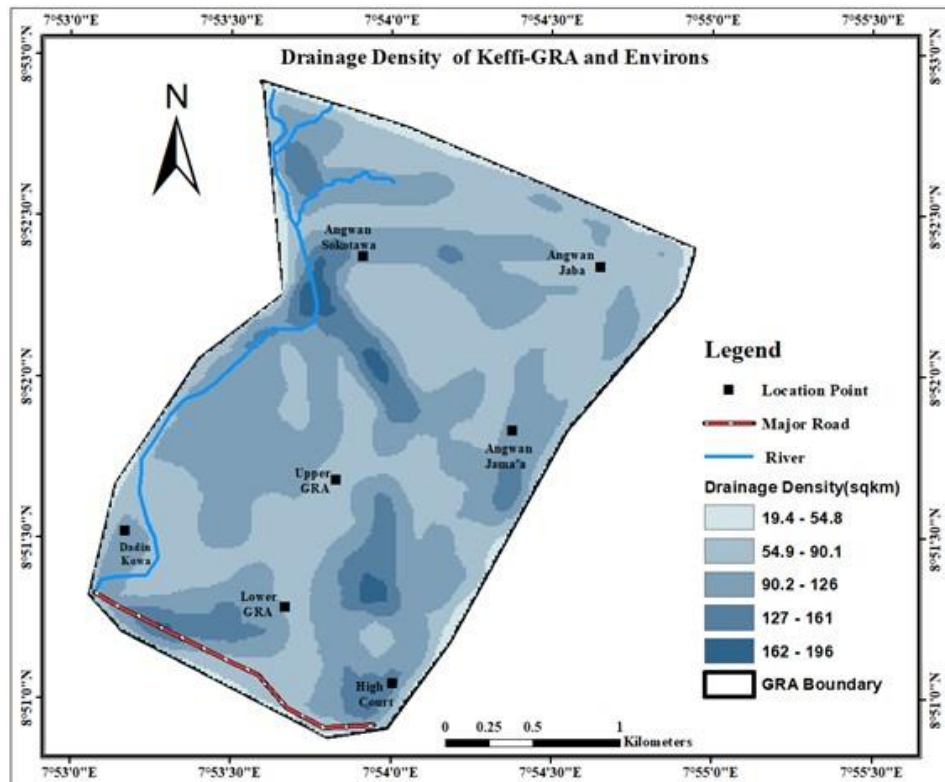 7°53'0"E 7°53'30"E 7°54'0"E 7°54'30"E 7°55'0"E 7°55'30"E
Drainage Density of Keffi-GRA and Environs
N
8°53'0"N
8°53'0"N
8°52'30"N
8°52'30"N
Angwan
Sokotawa
Angwan
Jaba
8°52'0"N
8°52'0"N
Angwan
Jama'a
Upper
GRA
8°51'30"N
8°51'30"N
Dadin
Kowa
Lower
GRA
High
Court
8°51'0"N
8°51'0"N
Legend
Location Point
Major Road
River
Drainage Density(sqkm)
19.4 - 54.8
54.9 - 90.1
90.2 - 126
127 - 161
162 - 196
GRA Boundary
0 0.25 0.5 1
Kilometers
7°53'0"E 7°53'30"E 7°54'0"E 7°54'30"E 7°55'0"E 7°55'30"E